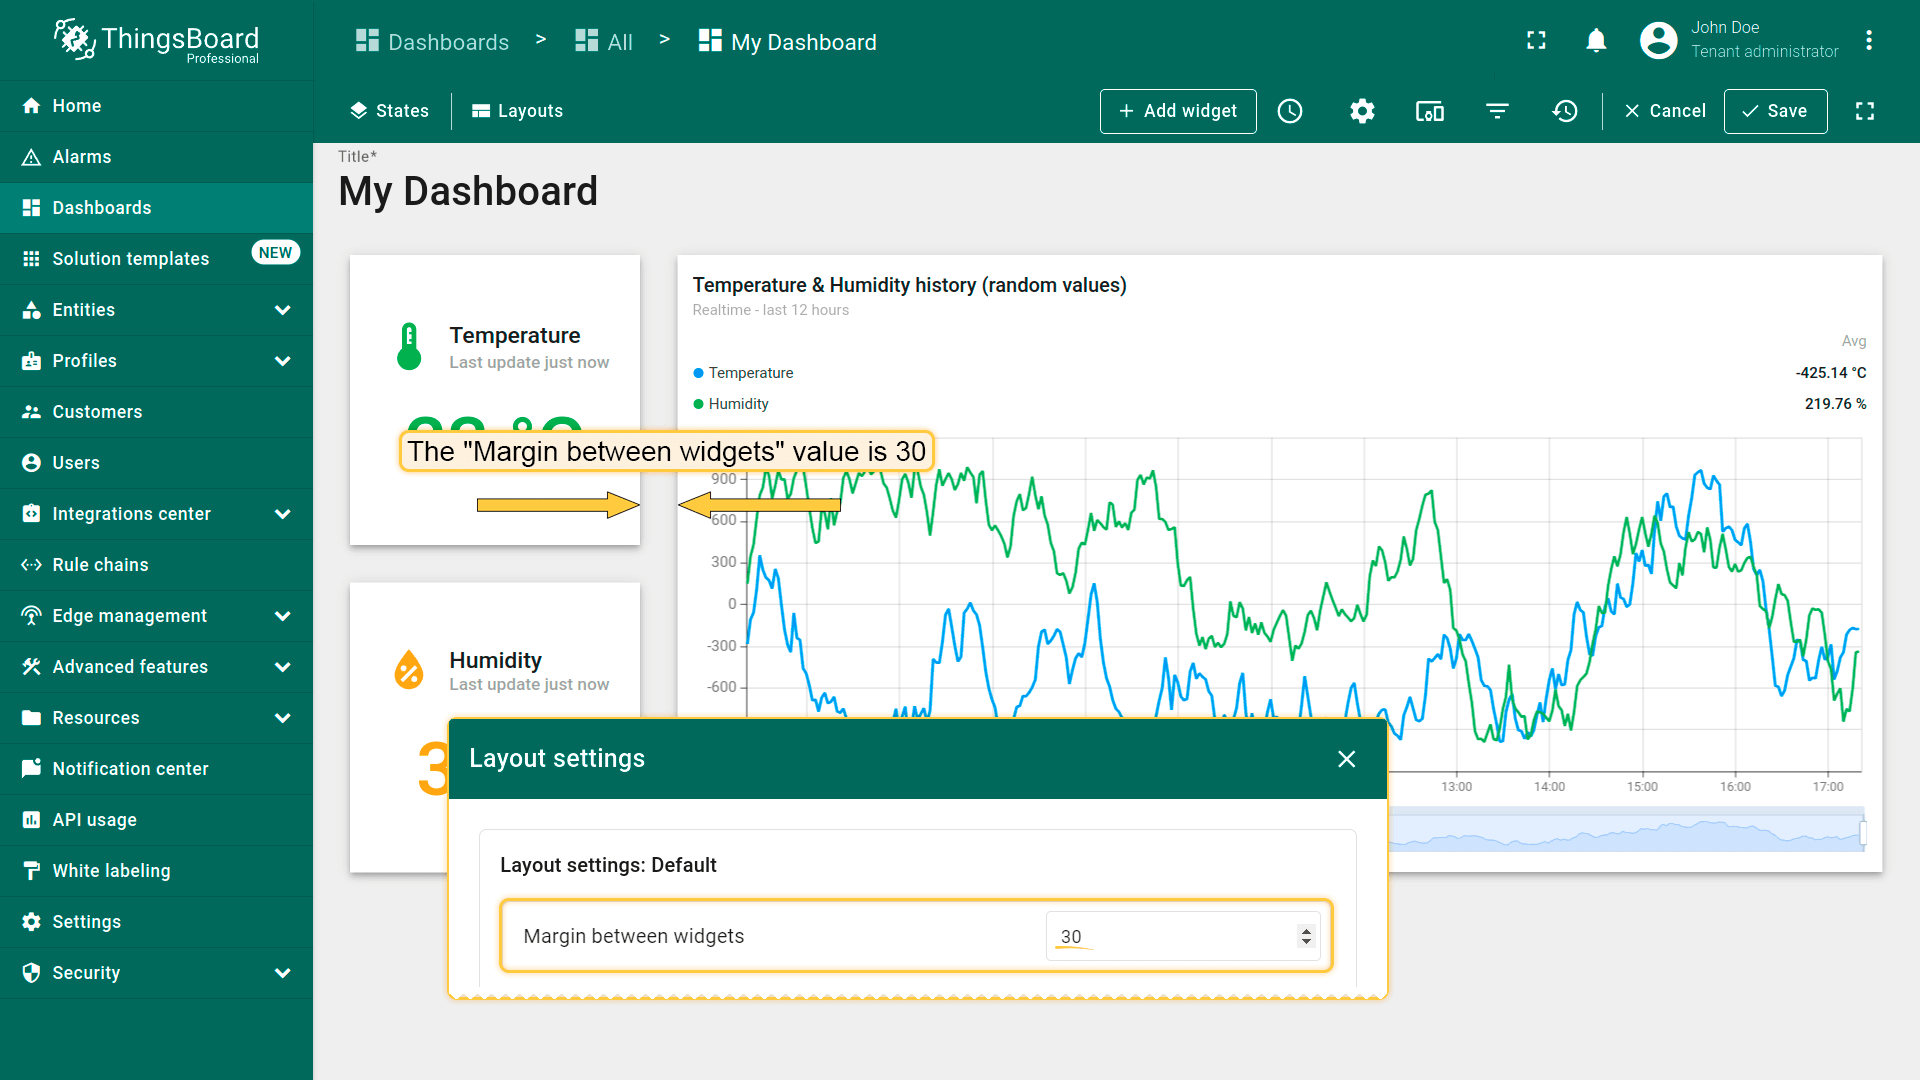 ThingsBoard
Professional
Dashboards > All > My Dashboard
John Doe
Tenant administrator
States
Layouts
Add widget
Cancel
Save
Home
Alarms
Dashboards
Solution templates
NEW
Entities
Profiles
Customers
Users
Integrations center
Rule chains
Edge management
Advanced features
Resources
Notification center
API usage
White labeling
Settings
Security
Title*
My Dashboard
Temperature
Last update just now
Temperature & Humidity history (random values)
Realtime - last 12 hours
Avg
Temperature -425.14 °C
Humidity 219.76 %
The "Margin between widgets" value is 30
900
600
300
0
-300
-600
13:00 14:00 15:00 16:00 17:00
Humidity
Last update just now
3
Layout settings
Layout settings: Default
Margin between widgets 30